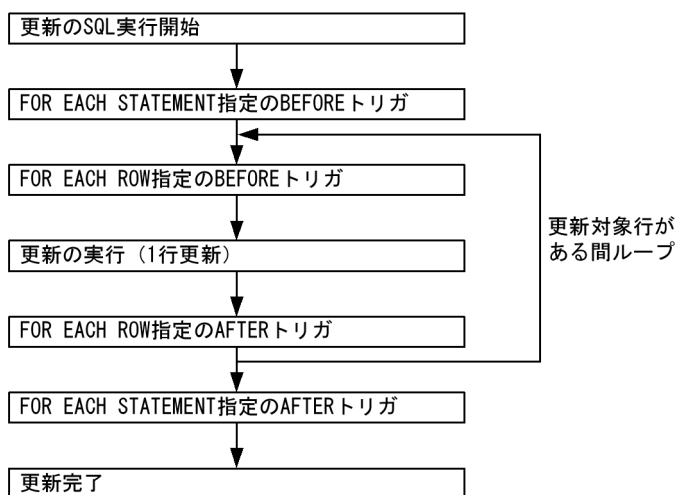 更新のSQL実行開始
FOR EACH STATEMENT指定のBEFOREトリガ
FOR EACH ROW指定のBEFOREトリガ
更新対象行が
ある間ループ
更新の実行（1行更新）
FOR EACH ROW指定のAFTERトリガ
FOR EACH STATEMENT指定のAFTERトリガ
更新完了